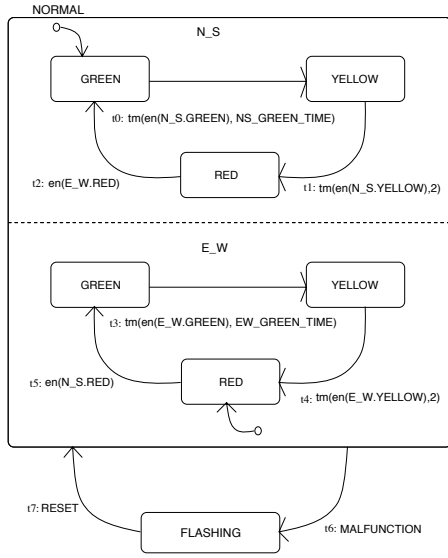 NORMAL
N_S
GREEN
YELLOW
t0: tm(en(N_S.GREEN), NS_GREEN_TIME)
RED
t2: en(E_W.RED)
t1: tm(en(N_S.YELLOW),2)
E_W
GREEN
YELLOW
t3: tm(en(E_W.GREEN), EW_GREEN_TIME)
RED
t5: en(N_S.RED)
t4: tm(en(E_W.YELLOW),2)
t7: RESET
FLASHING
t6: MALFUNCTION